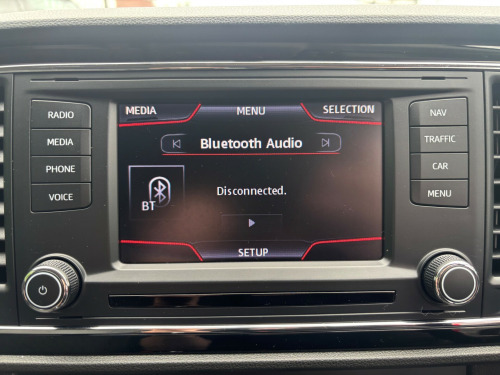 RADIO
MEDIA
PHONE
VOICE
MEDIA MENU SELECTION
Bluetooth Audio
BT
Disconnected.
SETUP
NAV
TRAFFIC
CAR
MENU